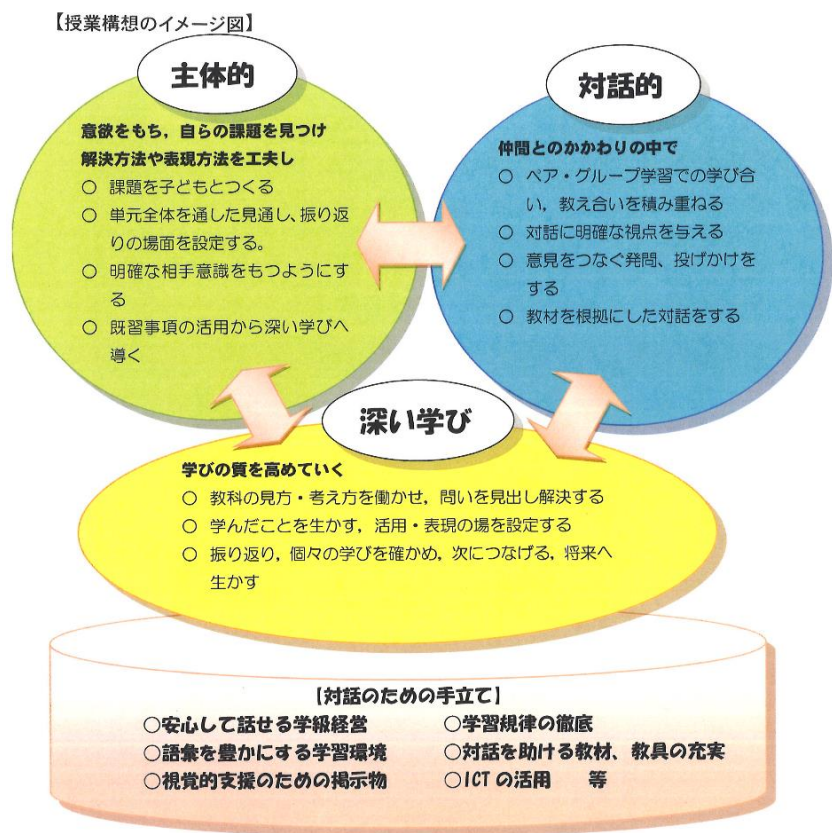 【授業構想のイメージ図】
主体的
意欲をもち，自らの課題を見つけ
解決方法や表現方法を工夫し
○ 課題を子どもとつくる
○ 単元全体を通した見通し、振り返
りの場面を設定する。
○ 明確な相手意識をもつようにす
る
○ 既習事項の活用から深い学びへ
導く
対話的
仲間とのかかわりの中で
○ ペア・グループ学習での学び合
い，教え合いを積み重ねる
○ 対話に明確な視点を与える
○ 意見をつなぐ発問、投げかけを
する
○ 教材を根拠にした対話をする
深い学び
学びの質を高めていく
○ 教科の見方・考え方を働かせ，問いを見出し解決する
○ 学んだことを生かす，活用・表現の場を設定する
○ 振り返り，個々の学びを確かめ，次につなげる，将来へ
生かす
【対話のための手立て】
○安心して話せる学級経営 ○学習規律の徹底
○語彙を豊かにする学習環境 ○対話を助ける教材、教具の充実
○視覚的支援のための掲示物 ○ICTの活用 等